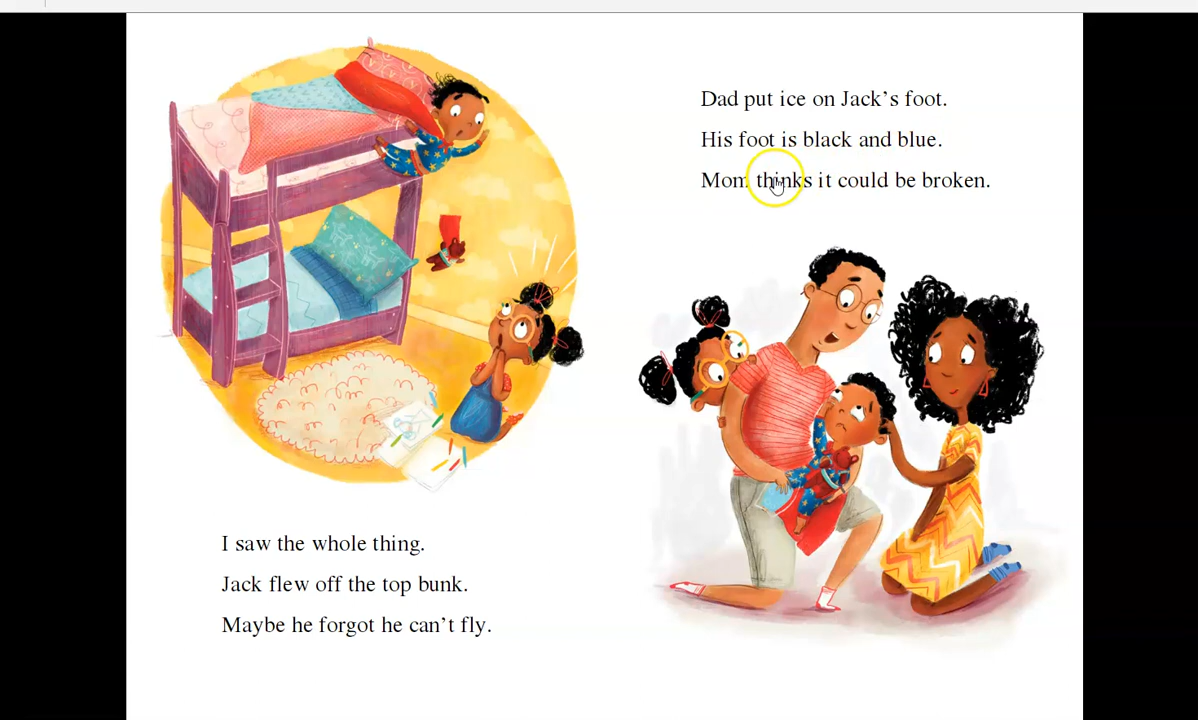 I saw the whole thing.
Jack flew off the top bunk.
Maybe he forgot he can't fly.
Dad put ice on Jack's foot.
His foot is black and blue.
Mom thinks it could be broken.